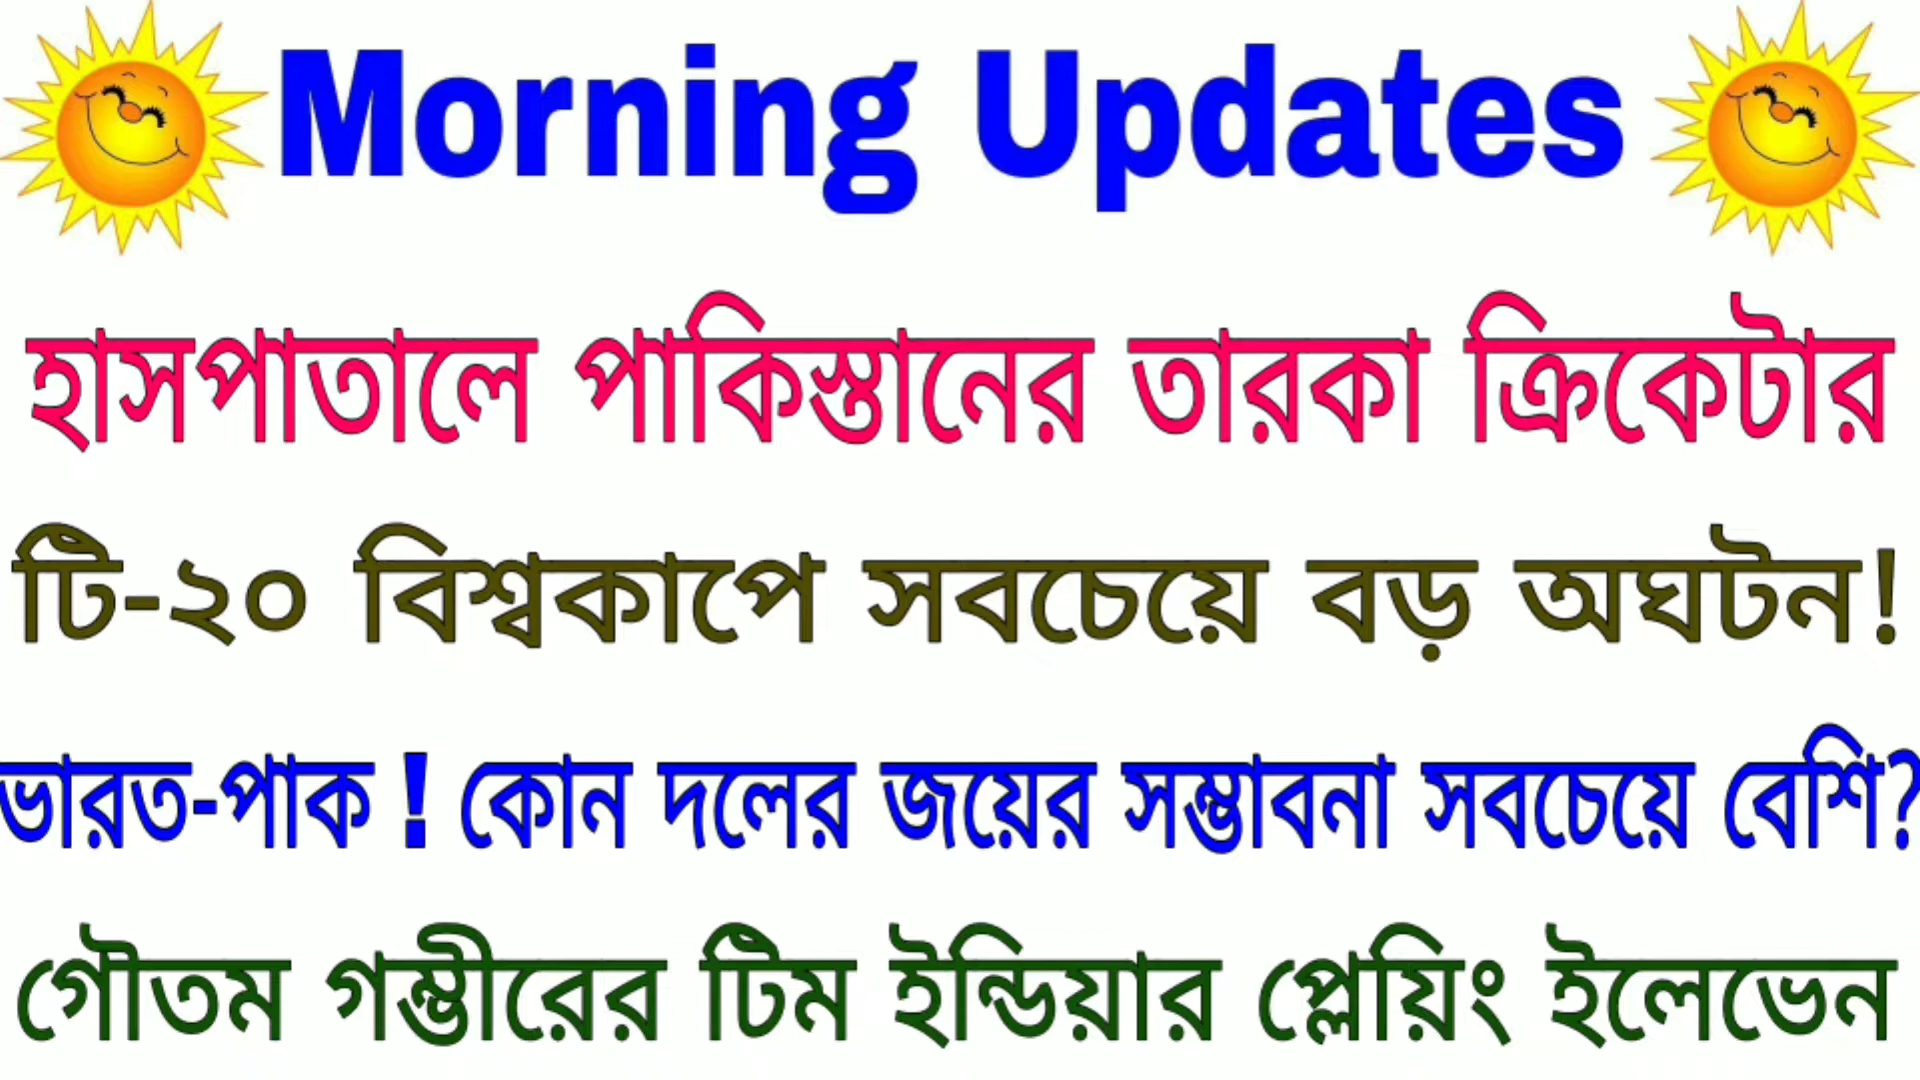 Morning Updates
হাসপাতালে পাকিস্তানের তারকা ক্রিকেটার
টি-২০ বিশ্বকাপে সবচেয়ে বড় অঘটন!
ভারত-পাক ! কোন দলের জয়ের সম্ভাবনা সবচেয়ে বেশি?
গৌতম গম্ভীরের টিম ইন্ডিয়ার প্লেয়িং ইলেভেন